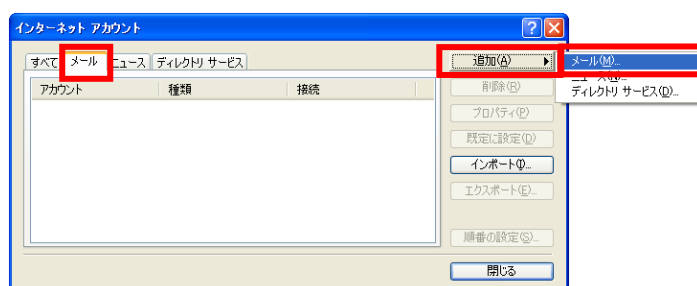 インターネット アカウント
すべて メール ニュース ディレクトリ サービス
アカウント 種類 接続
追加(A)
削除(R)
プロパティ(P)
既定に設定(D)
インポート(I)...
エクスポート(E)...
順番の設定(S)...
閉じる
メール(M)...
ニュース(N)...
ディレクトリ サービス(D)...